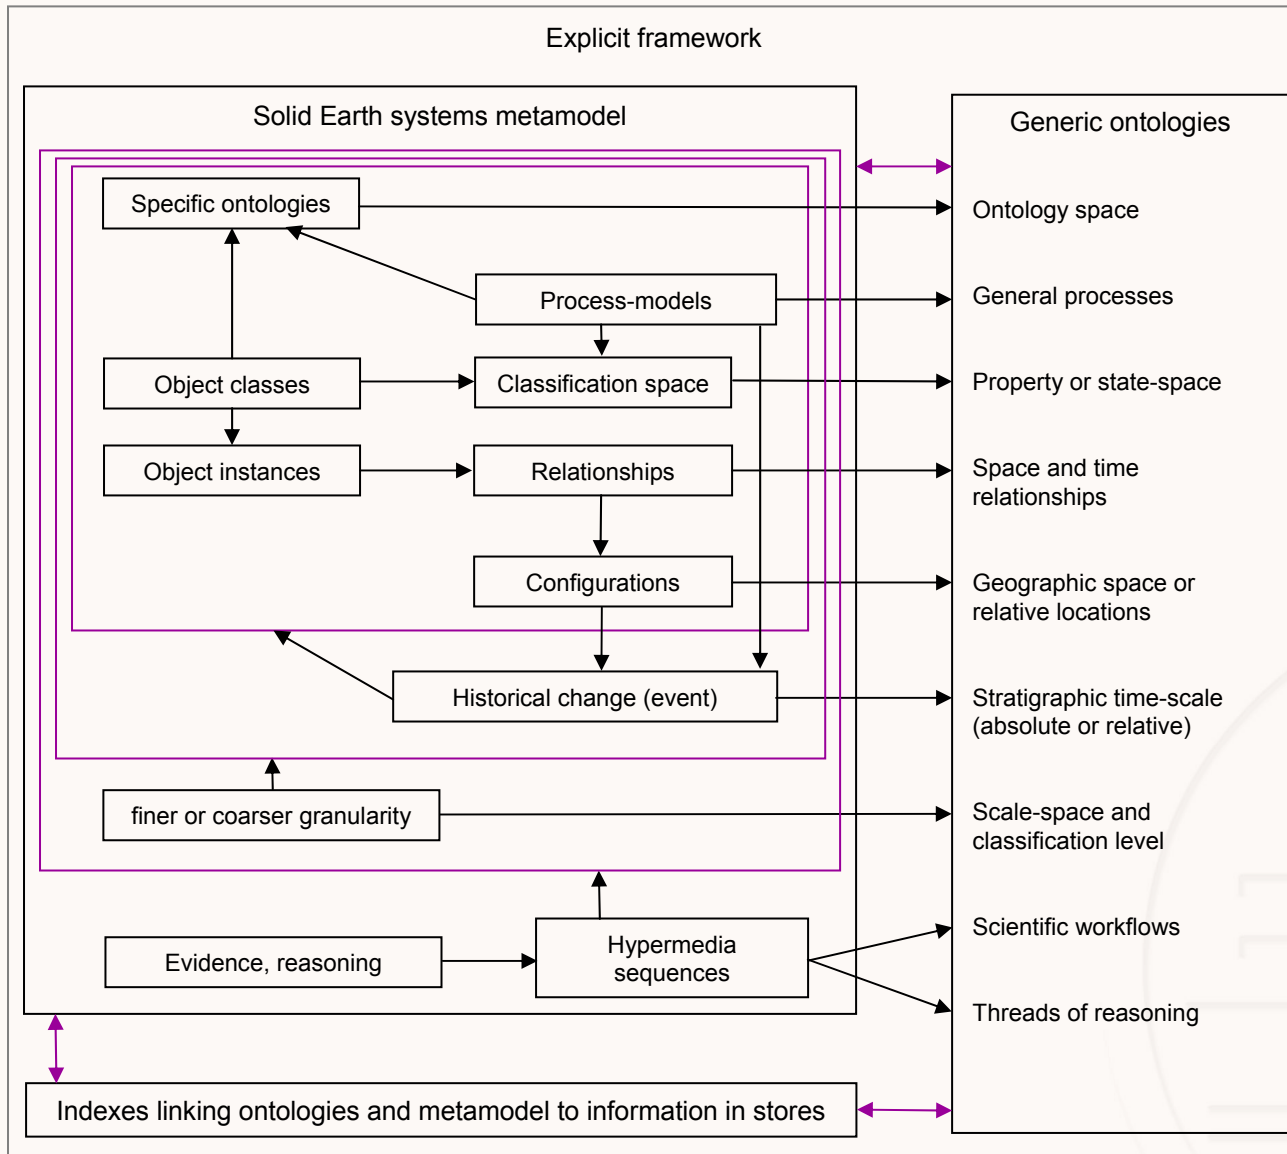 Explicit framework
Solid Earth systems metamodel
Generic ontologies
Specific ontologies
Ontology space
Process-models
General processes
Object classes
Classification space
Property or state-space
Object instances
Relationships
Space and time
relationships
Configurations
Geographic space or
relative locations
Historical change (event)
Stratigraphic time-scale
(absolute or relative)
finer or coarser granularity
Scale-space and
classification level
Evidence, reasoning
Hypermedia
sequences
Scientific workflows
Threads of reasoning
Indexes linking ontologies and metamodel to information in stores